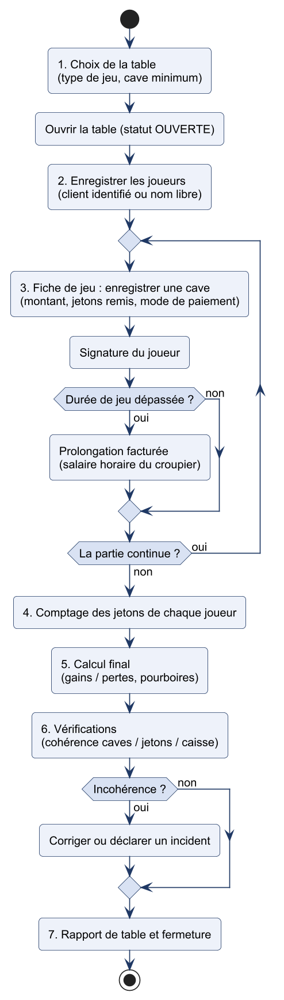 1. Choix de la table
(type de jeu, cave minimum)
Ouvrir la table (statut OUVERTE)
2. Enregistrer les joueurs
(client identifié ou nom libre)
3. Fiche de jeu : enregistrer une cave
(montant, jetons remis, mode de paiement)
Signature du joueur
Durée de jeu dépassée ?
non
oui
Prolongation facturée
(salaire horaire du croupier)
La partie continue ?
oui
non
4. Comptage des jetons de chaque joueur
5. Calcul final
(gains / pertes, pourboires)
6. Vérifications
(cohérence caves / jetons / caisse)
Incohérence ?
non
oui
Corriger ou déclarer un incident
7. Rapport de table et fermeture